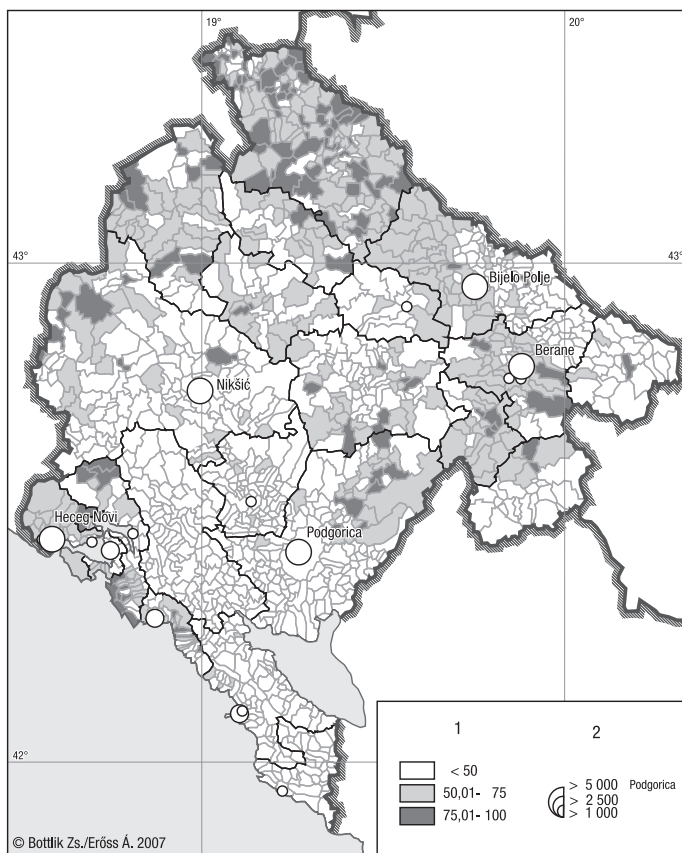 19° 20°
43° 43°
Bijelo Polje
Berane
Nikšić
Heceg Novi
Podgorica
42°
1 2
< 50
50,01- 75
75,01- 100
> 5 000 Podgorica
> 2 500
> 1 000
© Bottlik Zs./Erőss Á. 2007